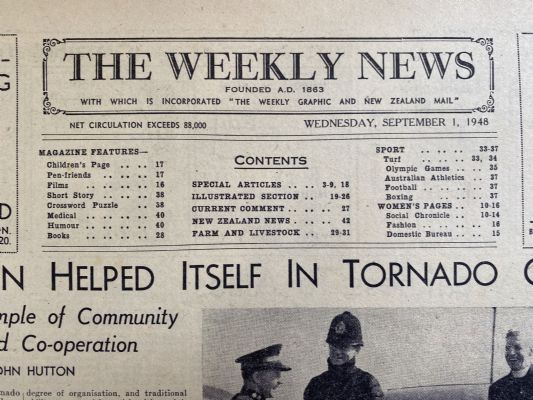 THE WEEKLY NEWS
FOUNDED A.D. 1863
WITH WHICH IS INCORPORATED "THE WEEKLY GRAPHIC AND NEW ZEALAND MAIL"
NET CIRCULATION EXCEEDS 88,000
WEDNESDAY, SEPTEMBER 1, 1948
MAGAZINE FEATURES—
Children's Page .. .. 17
Pen-friends .. .. .. 17
Films .. .. .. .. 16
Short Story .. .. .. 38
Crossword Puzzle .. .. 38
Medical .. .. .. .. 40
Humour .. .. .. .. 40
Books .. .. .. .. 28
CONTENTS
SPECIAL ARTICLES .. .. 3-9, 18
ILLUSTRATED SECTION .. 19-26
CURRENT COMMENT .. .. .. 27
NEW ZEALAND NEWS .. .. .. 42
FARM AND LIVESTOCK .. .. 29-31
SPORT .. .. .. .. 33-37
Turf .. .. .. 33, 34
Olympic Games .. .. 35
Australian Athletics .. 37
Football .. .. .. 37
Boxing .. .. .. 37
WOMEN'S PAGES .. .. 10-16
Social Chronicle .. 10-14
Fashion .. .. .. .. 16
Domestic Bureau .. .. 15
G
D
ON.
20.
N HELPED ITSELF IN TORNADO
mple of Community
d Co-operation
OHN HUTTON
nado degree of organisation, and traditional